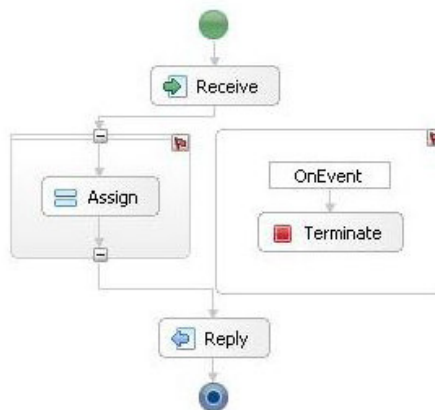 Receive
Assign
OnEvent
Terminate
Reply